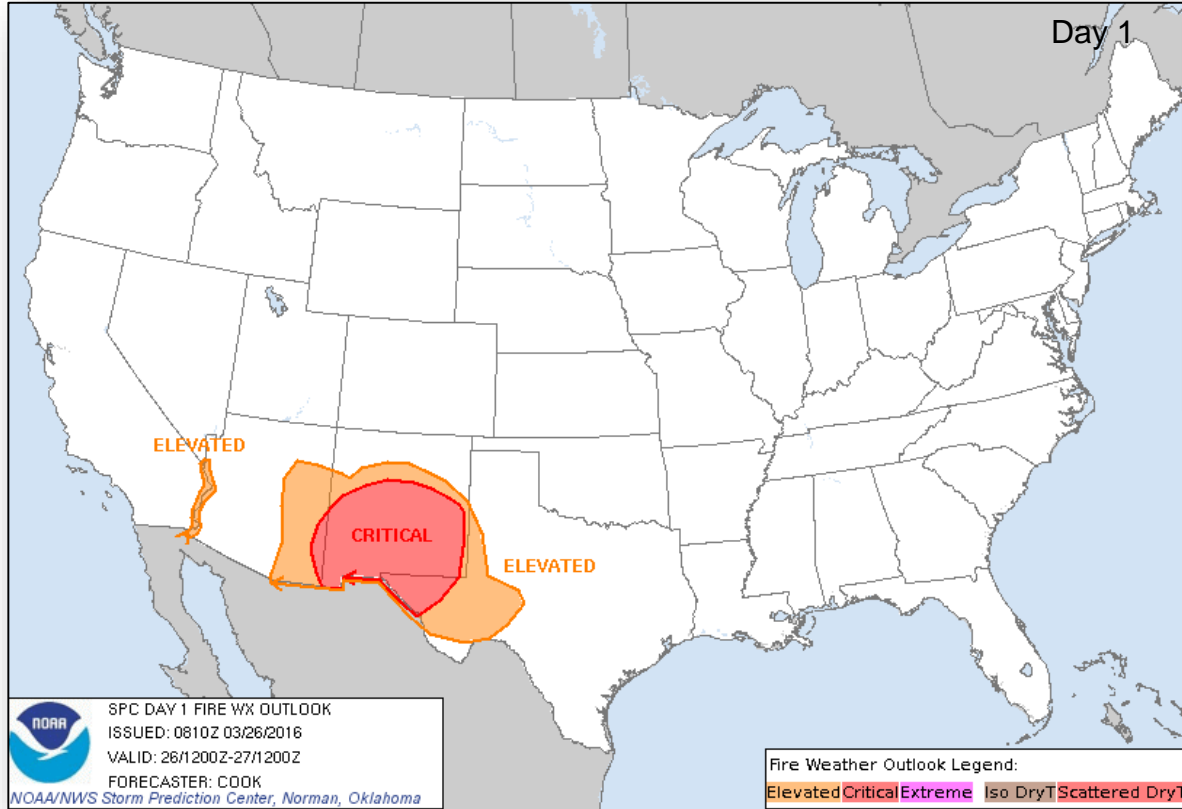 Day 1
ELEVATED
CRITICAL
ELEVATED
NOAA
SPC DAY 1 FIRE WX OUTLOOK
ISSUED: 0810Z 03/26/2016
VALID: 26/1200Z-27/1200Z
FORECASTER: COOK
NOAA/NWS Storm Prediction Center, Norman, Oklahoma
Fire Weather Outlook Legend:
Elevated Critical Extreme Iso DryT Scattered DryT